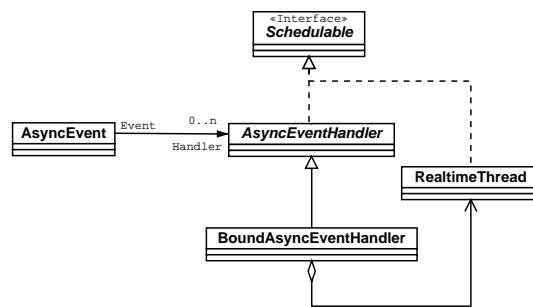 «Interface»
Schedulable
Event
0..n
AsyncEvent
AsyncEventHandler
Handler
RealtimeThread
BoundAsyncEventHandler